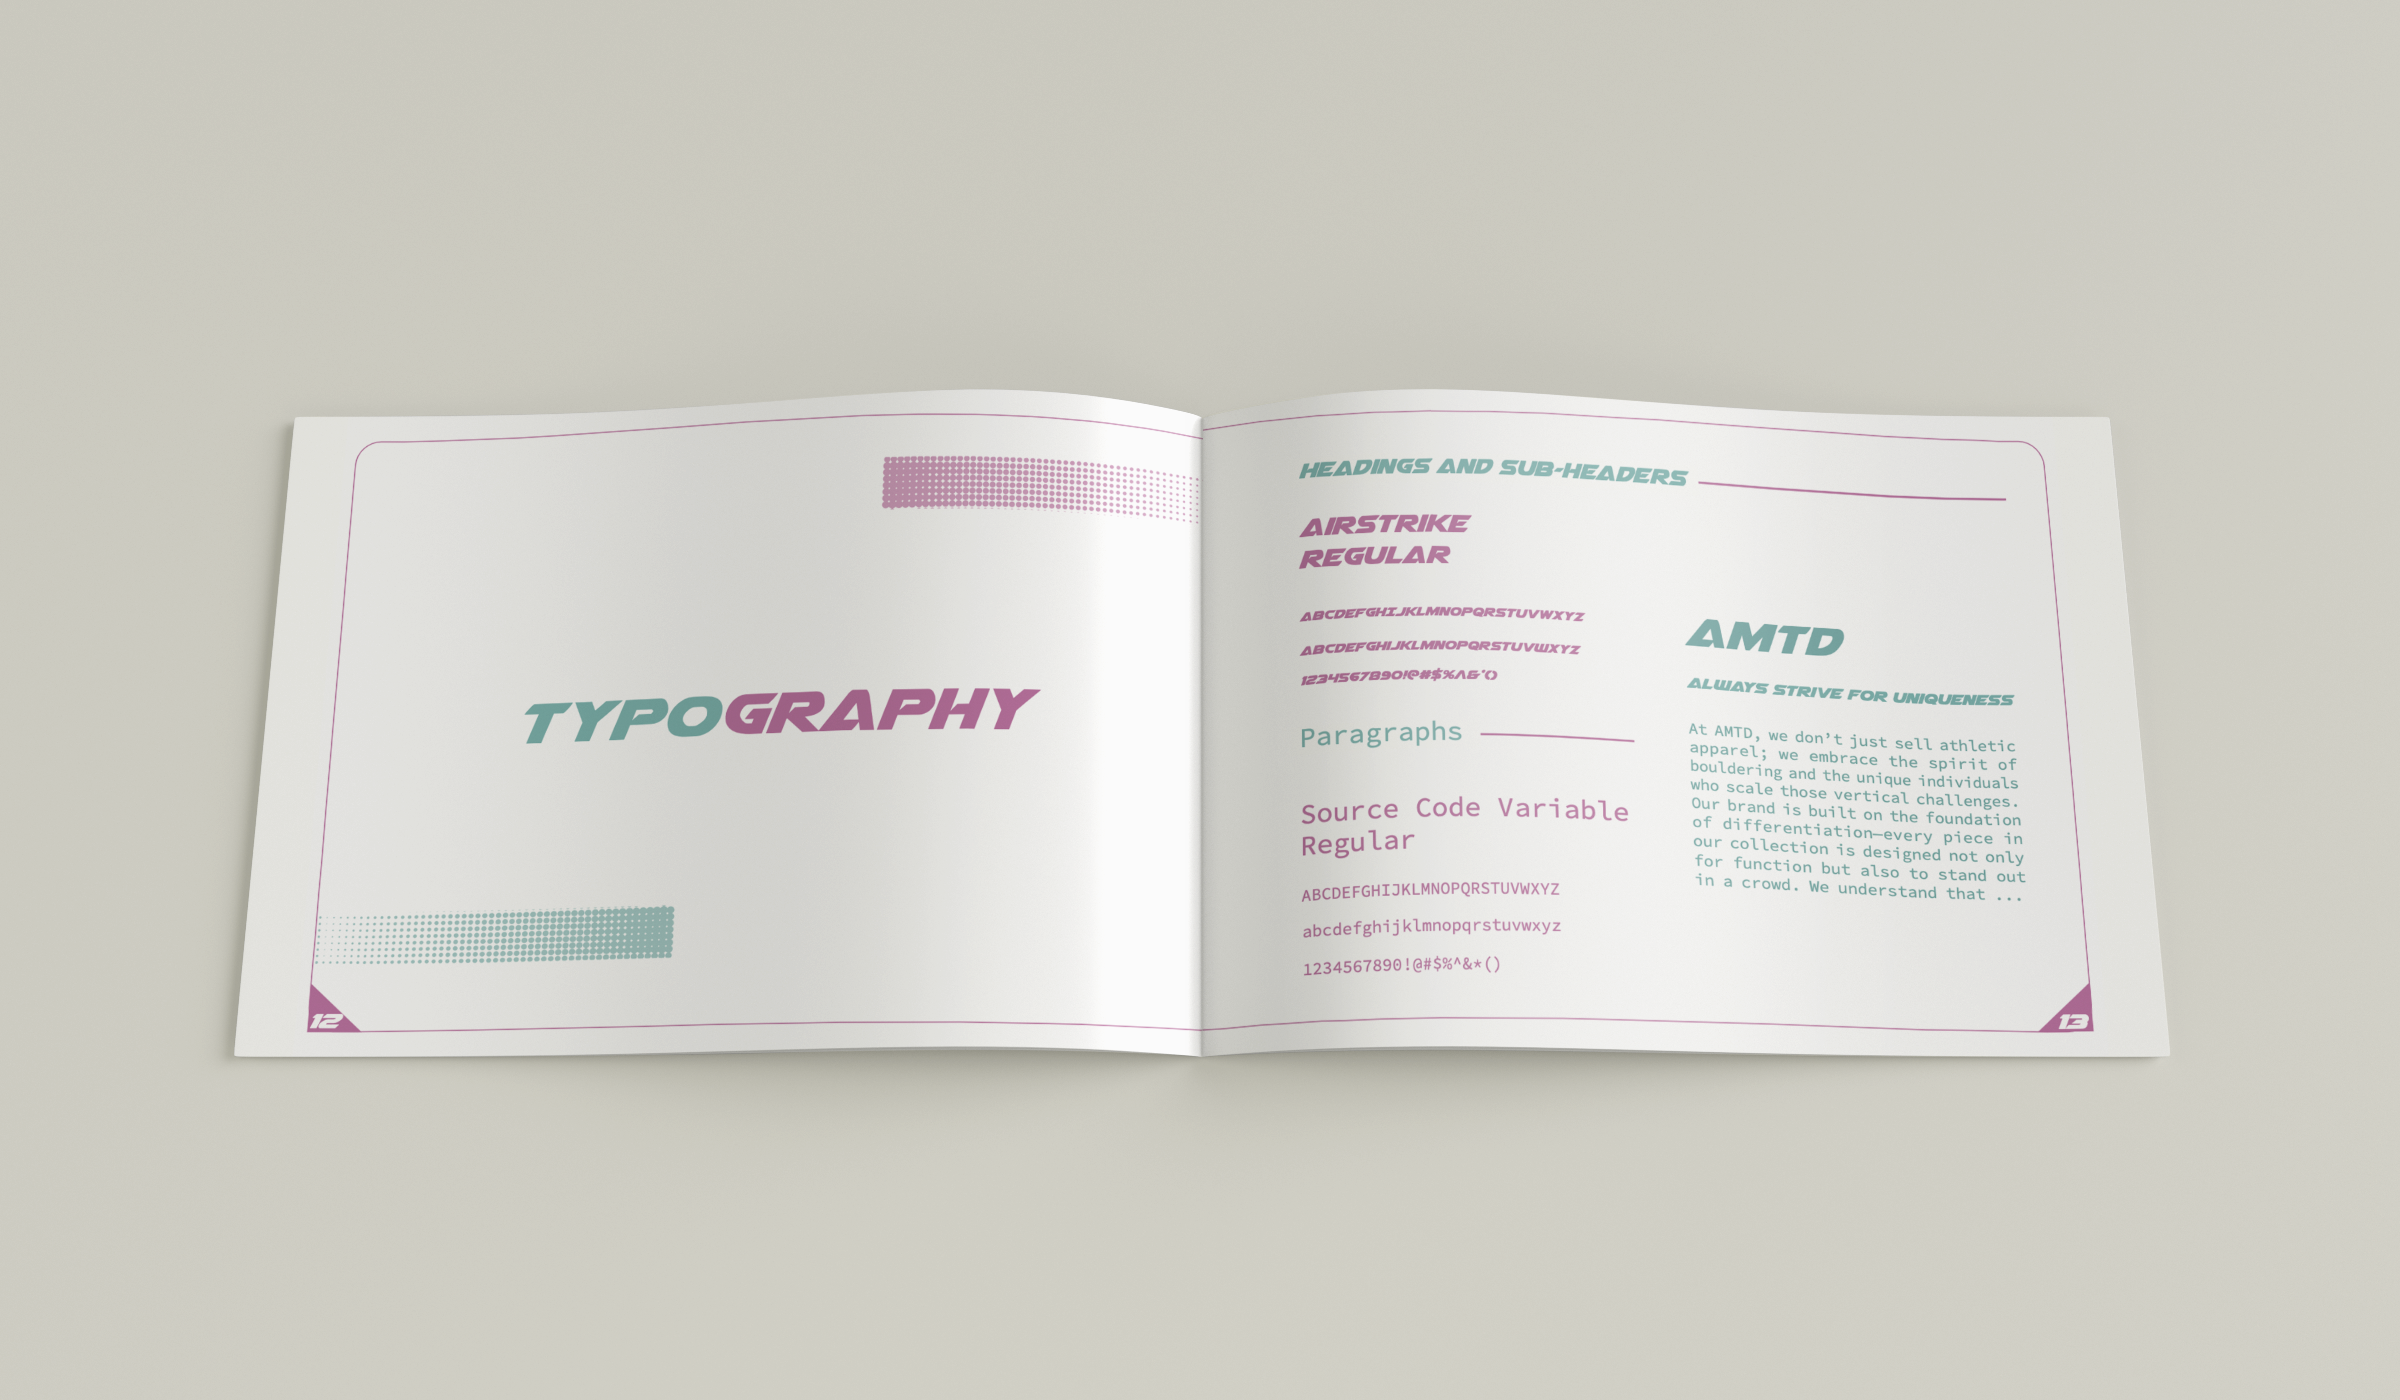 TYPOGRAPHY
12
HEADINGS AND SUB-HEADERS
AIRSTRIKE
REGULAR
ABCDEFGHIJKLMNOPQRSTUVWXYZ
ABCDEFGHIJKLMNOPQRSTUVWXYZ
1234567890!@#$%^&*()
Paragraphs
Source Code Variable
Regular
ABCDEFGHIJKLMNOPQRSTUVWXYZ
abcdefghijklmnopqrstuvwxyz
1234567890!@#$%^&*()
AMTD
ALWAYS STRIVE FOR UNIQUENESS
At AMTD, we don’t just sell athletic
apparel; we embrace the spirit of
bouldering and the unique individuals
who scale those vertical challenges.
Our brand is built on the foundation
of differentiation—every piece in
our collection is designed not only
for function but also to stand out
in a crowd. We understand that ...
13